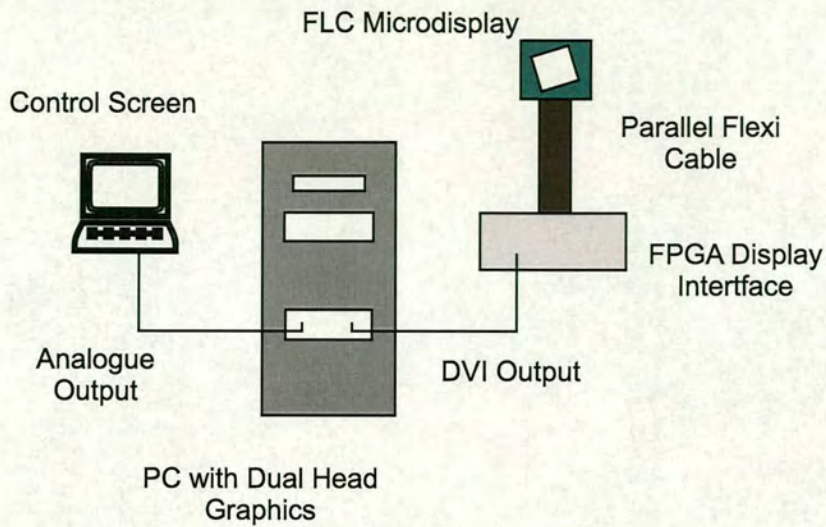 FLC Microdisplay
Control Screen
Parallel Flexi
Cable
FPGA Display
Intertface
Analogue
Output
DVI Output
PC with Dual Head
Graphics